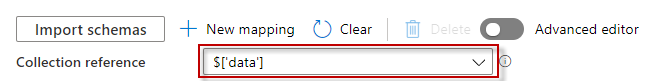 Import schemas + New mapping Clear Delete Advanced editor
Collection reference $['data']